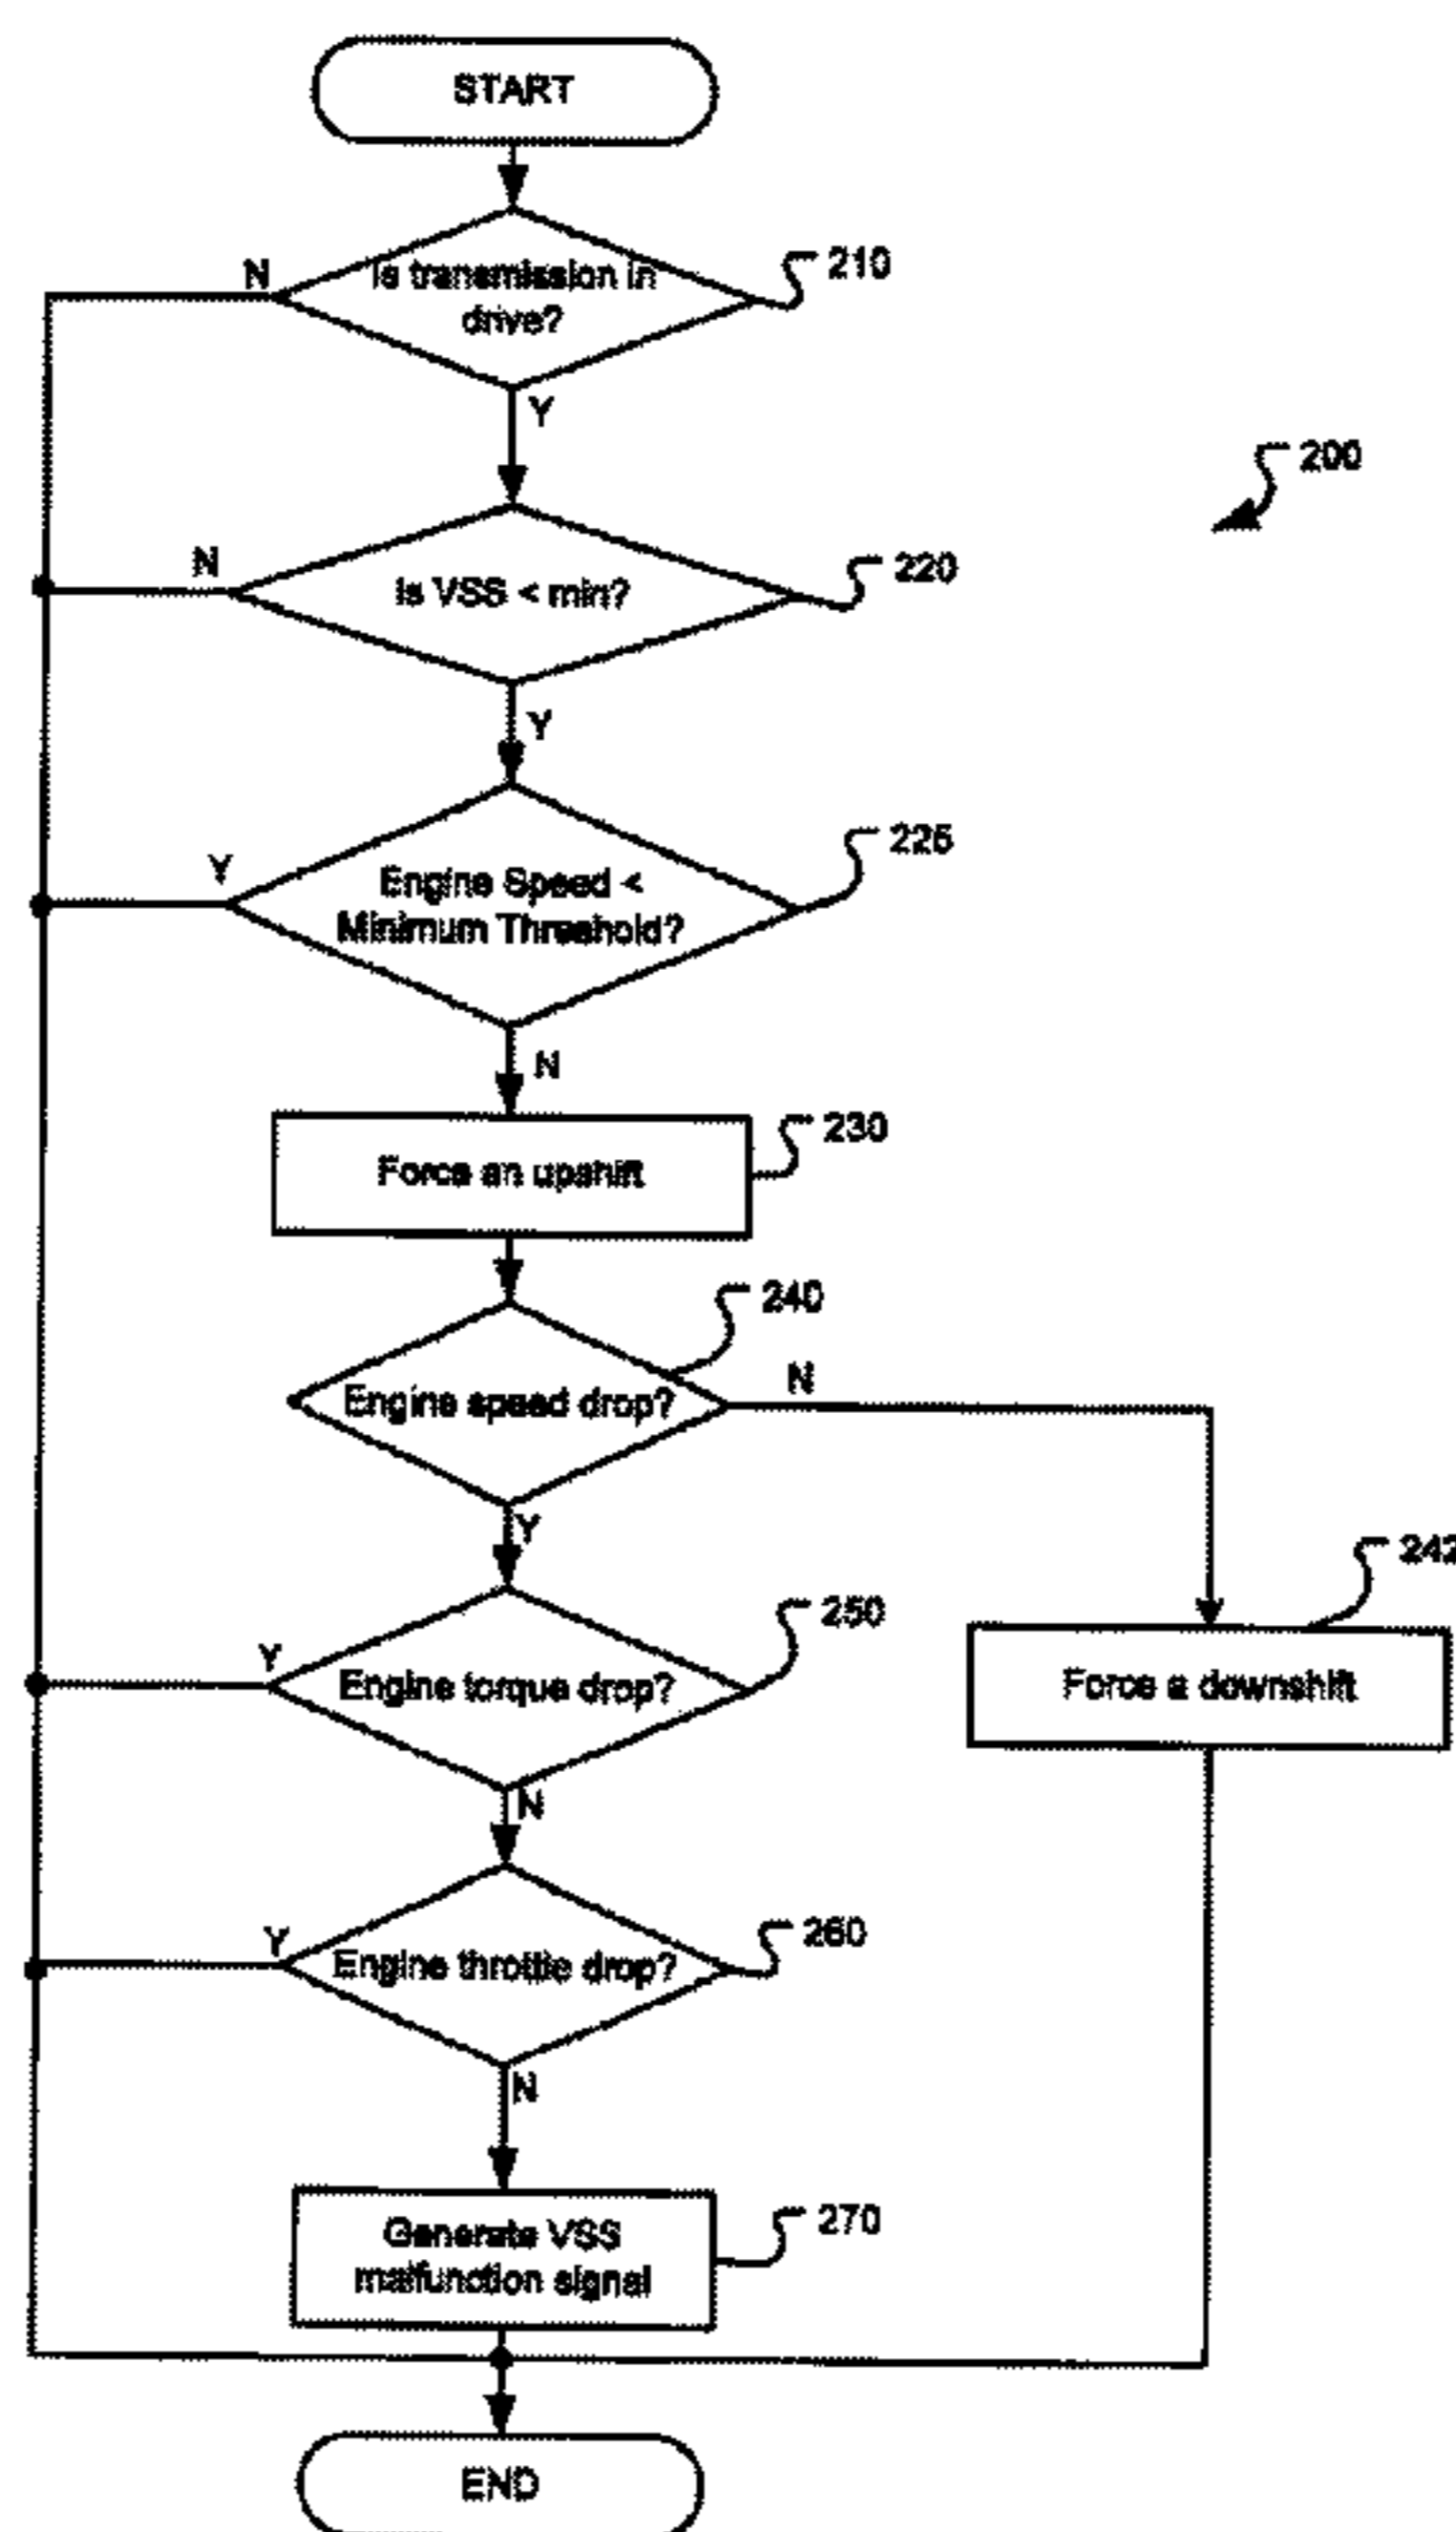 START
N
Is transmission in
drive?
210
Y
200
N
Is VSS < min?
220
Y
Y
Engine Speed <
Minimum Threshold?
225
N
Force an upshift
230
240
Engine speed drop?
N
Y
242
250
Y
Engine torque drop?
Force a downshift
N
Y
Engine throttle drop?
260
N
Generate VSS
malfunction signal
270
END